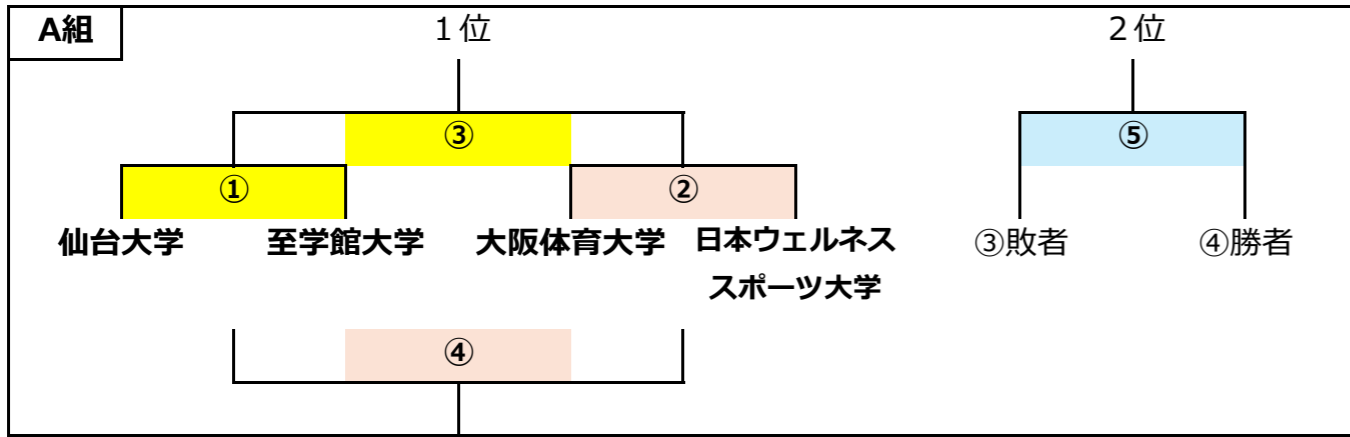 A組
１位
２位
③
⑤
①
②
仙台大学
至学館大学
大阪体育大学
日本ウェルネス
スポーツ大学
③敗者
④勝者
④